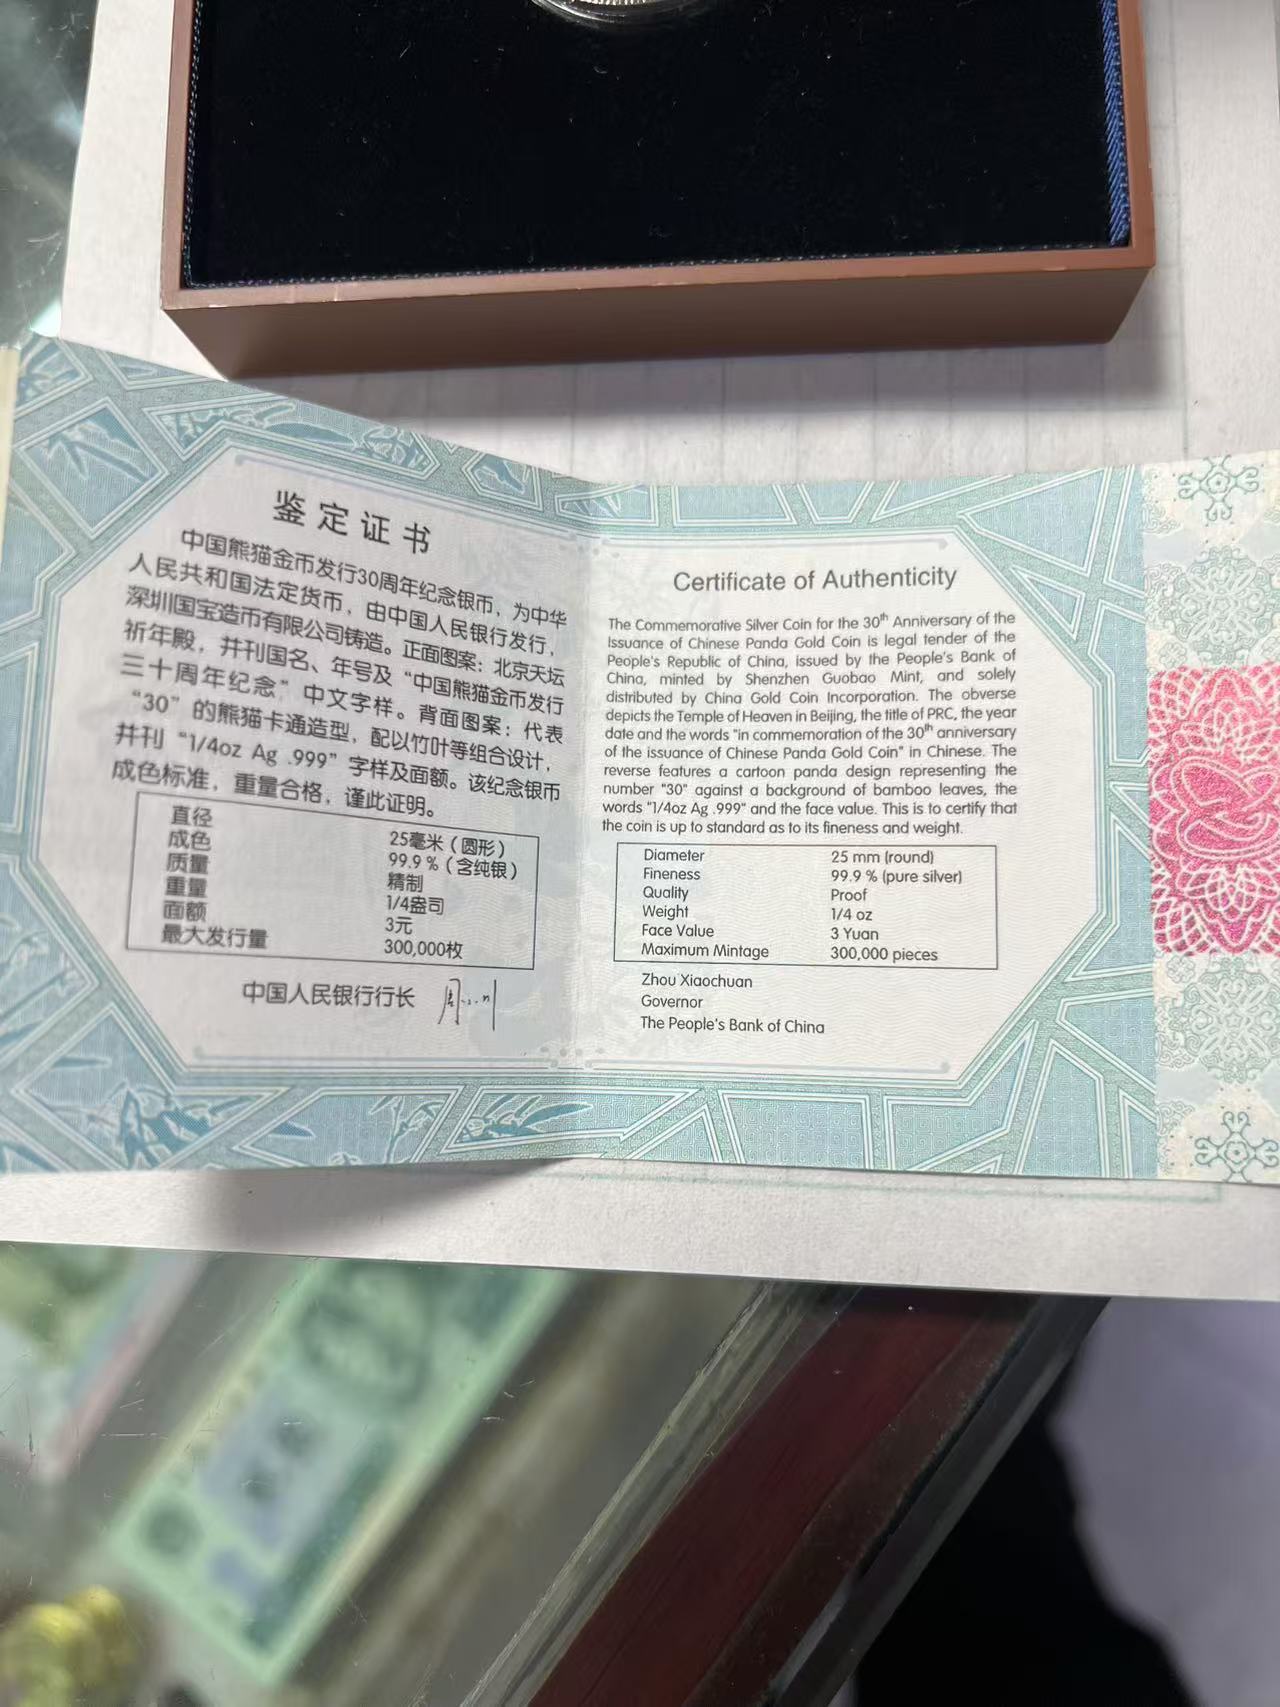 鉴定证书
中国熊猫金币发行30周年纪念银币，为中华
人民共和国法定货币，由中国人民银行发行，
深圳国宝造币有限公司铸造。正面图案：北京天坛
祈年殿，并刊国名、年号及“中国熊猫金币发行
三十周年纪念”中文字样。背面图案：代表
“30”的熊猫卡通造型，配以竹叶等组合设计，
并刊“1/4oz Ag .999”字样及面额。该纪念银币
成色标准，重量合格，谨此证明。
直径 25毫米（圆形）
成色 99.9％（含纯银）
质量 精制
重量 1/4盎司
面额 3元
最大发行量 300,000枚
中国人民银行行长 周小川
Certificate of Authenticity
The Commemorative Silver Coin for the 30th Anniversary of the
Issuance of Chinese Panda Gold Coin is legal tender of the
People's Republic of China, issued by the People's Bank of
China, minted by Shenzhen Guobao Mint, and solely
distributed by China Gold Coin Incorporation. The obverse
depicts the Temple of Heaven in Beijing, the title of PRC, the year
date and the words "in commemoration of the 30th anniversary
of the issuance of Chinese Panda Gold Coin" in Chinese. The
reverse features a cartoon panda design representing the
number "30" against a background of bamboo leaves, the
words "1/4oz Ag .999" and the face value. This is to certify that
the coin is up to standard as to its fineness and weight.
Diameter 25 mm (round)
Fineness 99.9 % (pure silver)
Quality Proof
Weight 1/4 oz
Face Value 3 Yuan
Maximum Mintage 300,000 pieces
Zhou Xiaochuan
Governor
The People's Bank of China